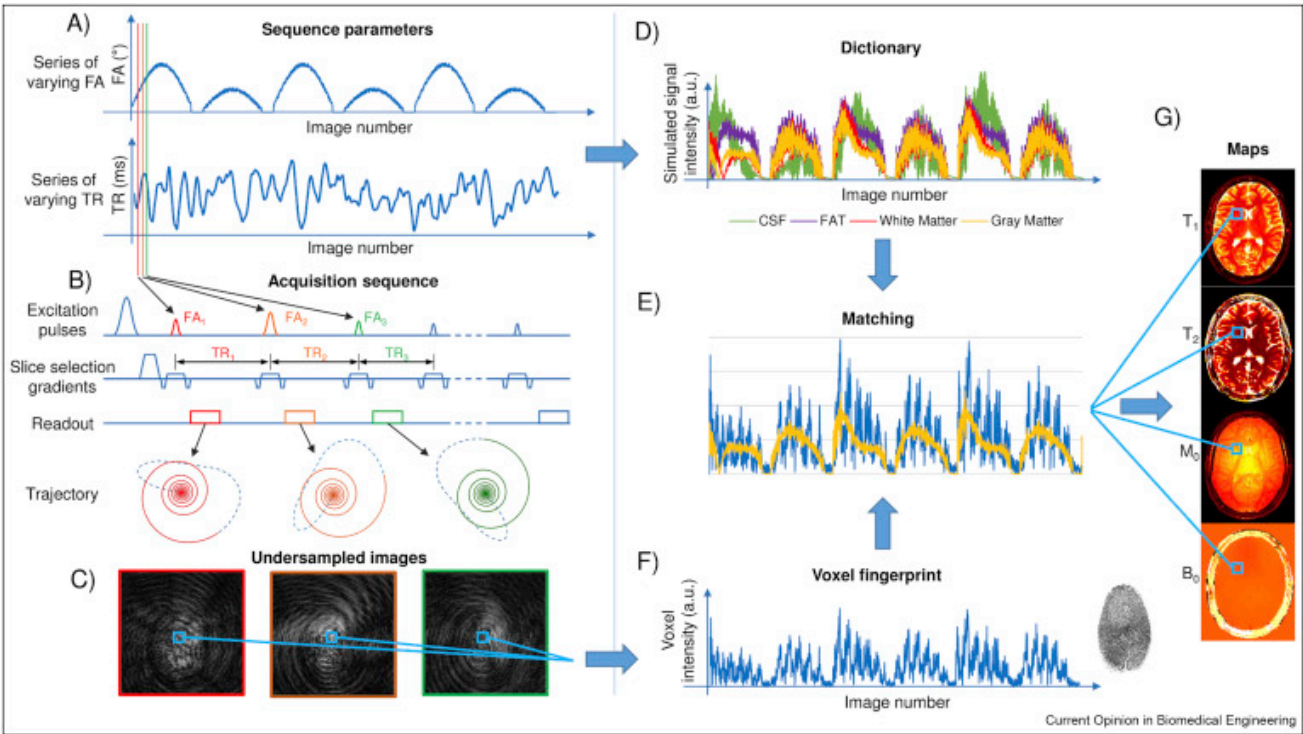 A)
Sequence parameters
Series of
varying FA
FA (°)
Image number
Series of
varying TR
TR (ms)
Image number
B)
Acquisition sequence
Excitation
pulses
FA₁
FA₂
FA₃
Slice selection
gradients
TR₁
TR₂
TR₃
Readout
Trajectory
Undersampled images
C)
D)
Dictionary
Simulated signal
intensity (a.u.)
Image number
CSF
FAT
White Matter
Gray Matter
E)
Matching
F)
Voxel fingerprint
Voxel
intensity (a.u.)
Image number
G)
Maps
T₁
T₂
M₀
B₀
Current Opinion in Biomedical Engineering